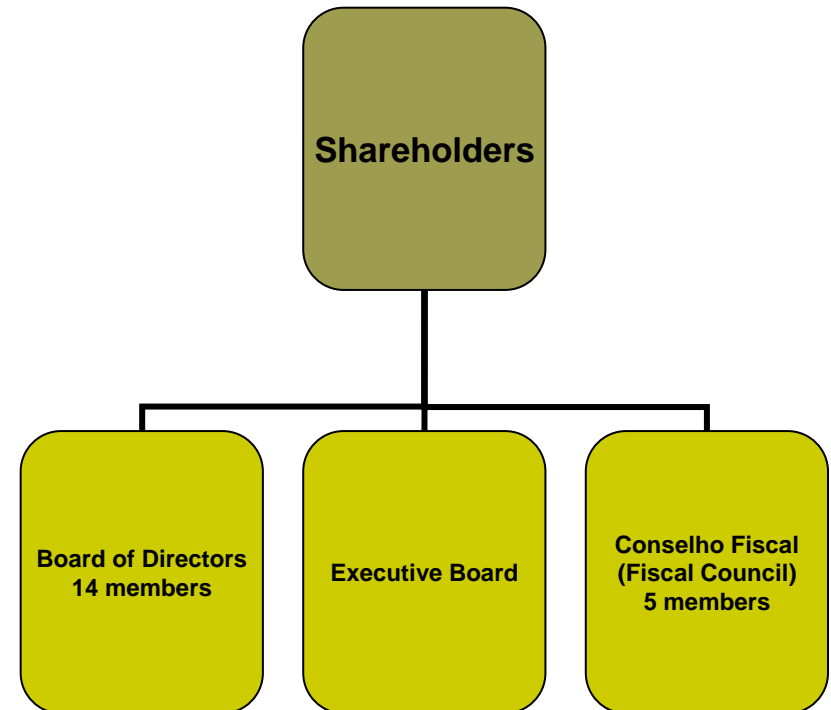 Shareholders
Board of Directors
14 members
Executive Board
Conselho Fiscal
(Fiscal Council)
5 members